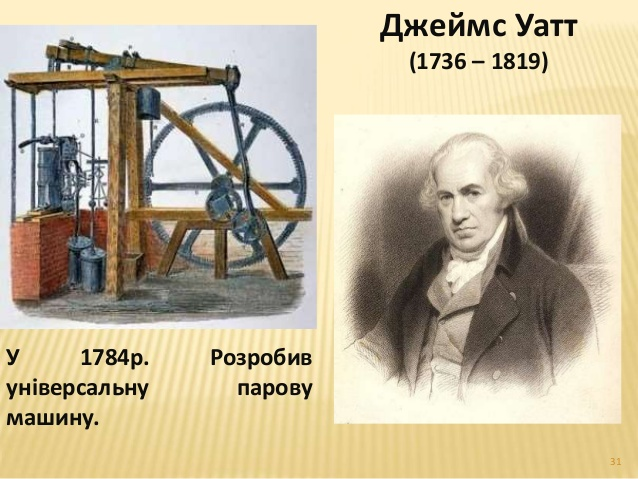 Джеймс Уатт
(1736 – 1819)
У 1784р. Розробив
універсальну парову
машину.
31